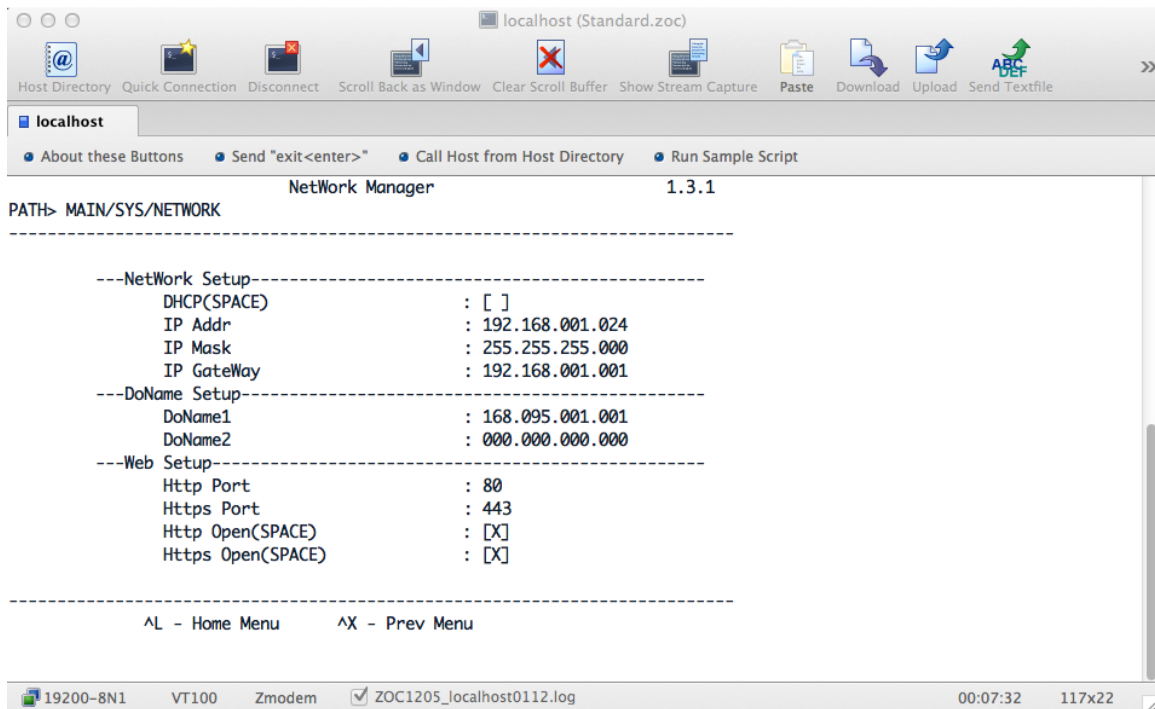 localhost (Standard.zoc)
@
ABC
DEF
Host Directory Quick Connection Disconnect Scroll Back as Window Clear Scroll Buffer Show Stream Capture Paste Download Upload Send Textfile »
localhost
About these Buttons Send "exit<enter>" Call Host from Host Directory Run Sample Script
NetWork Manager 1.3.1
PATH> MAIN/SYS/NETWORK
---------------------------------------------------------------------------
---NetWork Setup-----------------------------------------------
DHCP(SPACE) : [ ]
IP Addr : 192.168.001.024
IP Mask : 255.255.255.000
IP GateWay : 192.168.001.001
---DoName Setup------------------------------------------------
DoName1 : 168.095.001.001
DoName2 : 000.000.000.000
---Web Setup---------------------------------------------------
Http Port : 80
Https Port : 443
Http Open(SPACE) : [X]
Https Open(SPACE) : [X]
---------------------------------------------------------------------------
^L - Home Menu ^X - Prev Menu
19200-8N1 VT100 Zmodem ZOC1205_localhost0112.log 00:07:32 117x22